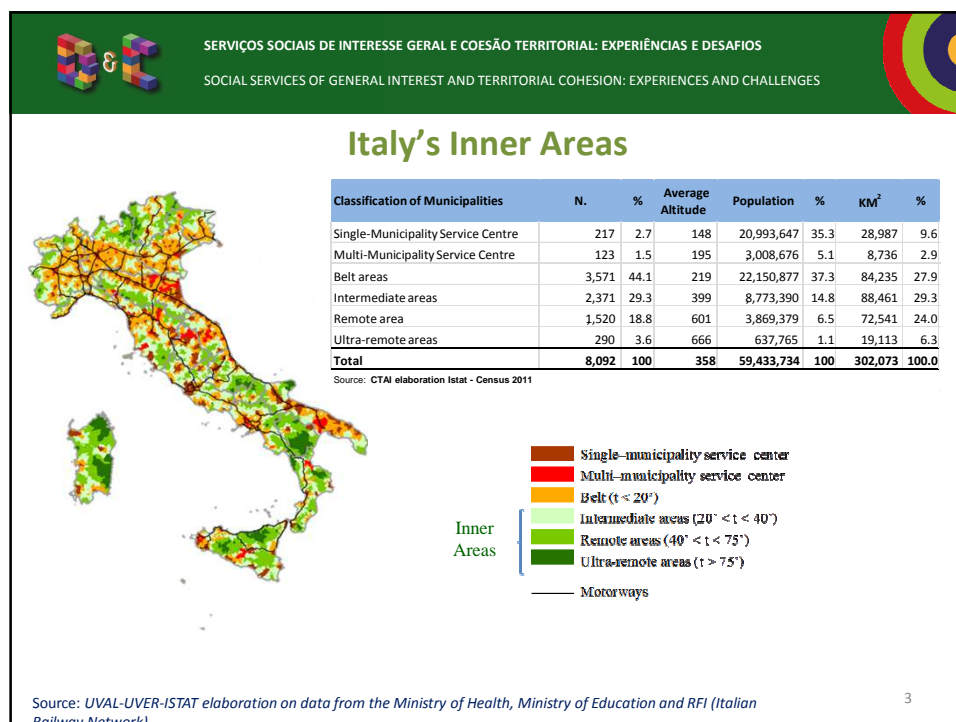 D & C
SERVIÇOS SOCIAIS DE INTERESSE GERAL E COESÃO TERRITORIAL: EXPERIÊNCIAS E DESAFIOS
SOCIAL SERVICES OF GENERAL INTEREST AND TERRITORIAL COHESION: EXPERIENCES AND CHALLENGES
Italy's Inner Areas
Classification of Municipalities N. % Average Altitude Population % KM² %
Single-Municipality Service Centre 217 2.7 148 20,993,647 35.3 28,987 9.6
Multi-Municipality Service Centre 123 1.5 195 3,008,676 5.1 8,736 2.9
Belt areas 3,571 44.1 219 22,150,877 37.3 84,235 27.9
Intermediate areas 2,371 29.3 399 8,773,390 14.8 88,461 29.3
Remote area 1,520 18.8 601 3,869,379 6.5 72,541 24.0
Ultra-remote areas 290 3.6 666 637,765 1.1 19,113 6.3
Total 8,092 100 358 59,433,734 100 302,073 100.0
Source: CTAI elaboration Istat - Census 2011
Single–municipality service center
Multi–municipality service center
Belt (t < 20')
Inner Areas
Intermediate areas (20' < t < 40')
Remote areas (40' < t < 75')
Ultra-remote areas (t > 75')
Motorways
Source: UVAL-UVER-ISTAT elaboration on data from the Ministry of Health, Ministry of Education and RFI (Italian
Railway Network)
3